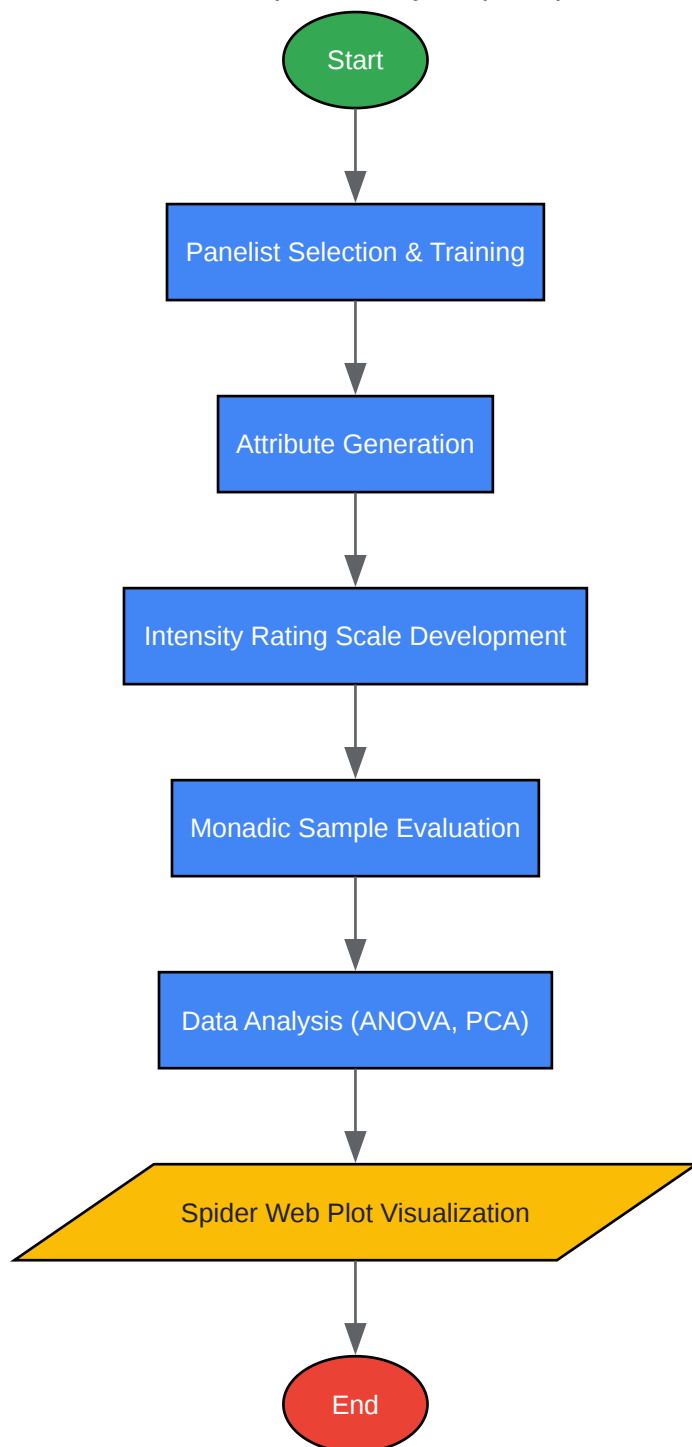 Start
Panelist Selection & Training
Attribute Generation
Intensity Rating Scale Development
Monadic Sample Evaluation
Data Analysis (ANOVA, PCA)
Spider Web Plot Visualization
End